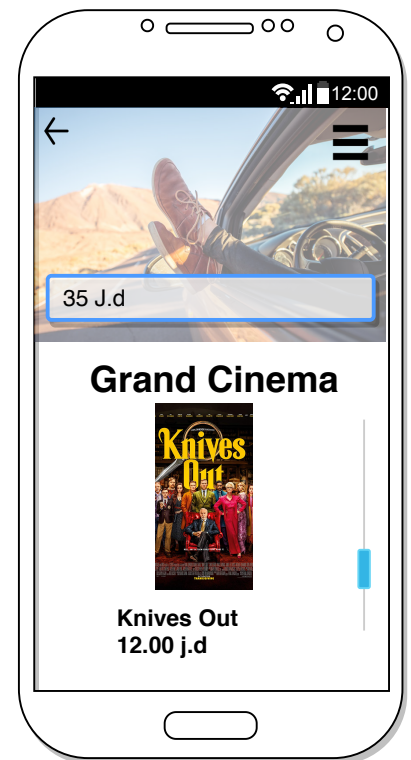 12:00
35 J.d
Grand Cinema
Knives
Out
Knives Out
12.00 j.d